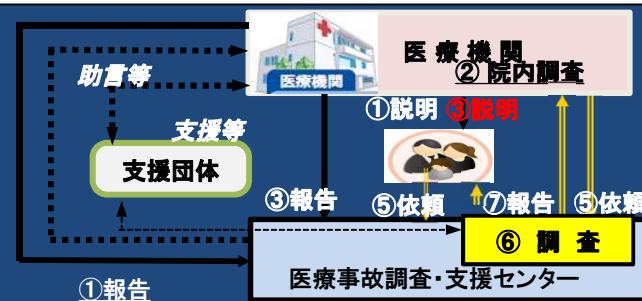 医療機関
医療機関
② 院内調査
助言等
①説明 ③説明
支援等
支援団体
③報告
⑤依頼
⑦報告
⑤依頼
⑥ 調 査
医療事故調査・支援センター
①報告